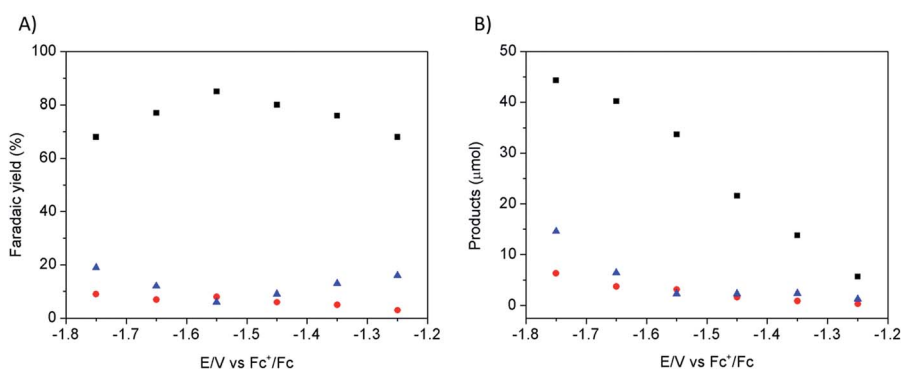 A)
100
80
60
40
20
0
Faradaic yield (%)
-1.8 -1.7 -1.6 -1.5 -1.4 -1.3 -1.2
E/V vs Fc⁺/Fc
B)
50
40
30
20
10
0
Products (μmol)
-1.8 -1.7 -1.6 -1.5 -1.4 -1.3 -1.2
E/V vs Fc⁺/Fc